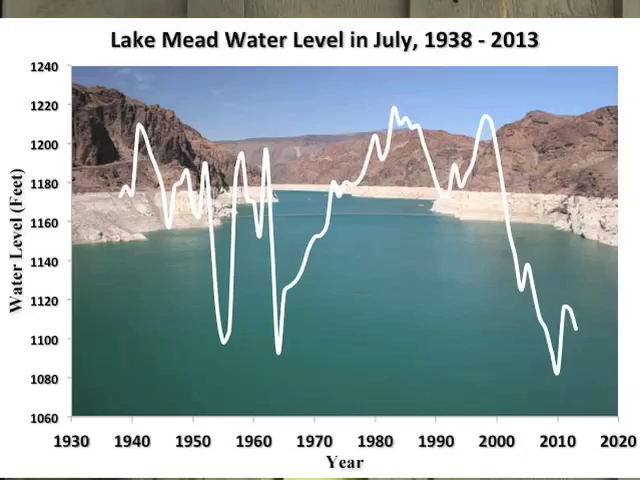 Lake Mead Water Level in July, 1938 - 2013
1240
1220
1200
1180
1160
1140
1120
1100
1080
1060
Water Level (Feet)
1930 1940 1950 1960 1970 1980 1990 2000 2010 2020
Year